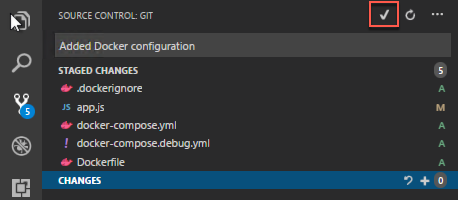 SOURCE CONTROL: GIT
Added Docker configuration
STAGED CHANGES 5
.dockerignore A
JS app.js M
docker-compose.yml A
! docker-compose.debug.yml A
Dockerfile A
5
CHANGES 0